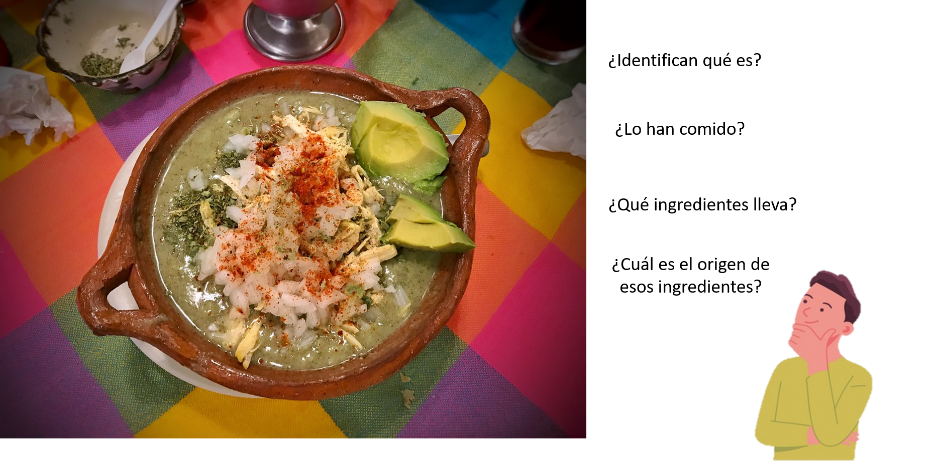 ¿Identifican qué es?
¿Lo han comido?
¿Qué ingredientes lleva?
¿Cuál es el origen de
esos ingredientes?